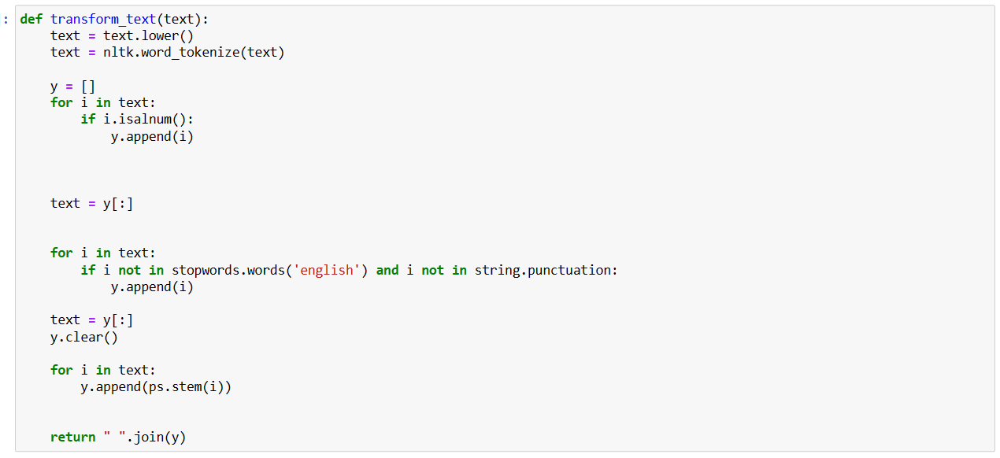 : def transform_text(text):
    text = text.lower()
    text = nltk.word_tokenize(text)

    y = []
    for i in text:
        if i.isalnum():
            y.append(i)

    text = y[:]

    for i in text:
        if i not in stopwords.words('english') and i not in string.punctuation:
            y.append(i)

    text = y[:]
    y.clear()

    for i in text:
        y.append(ps.stem(i))

    return " ".join(y)